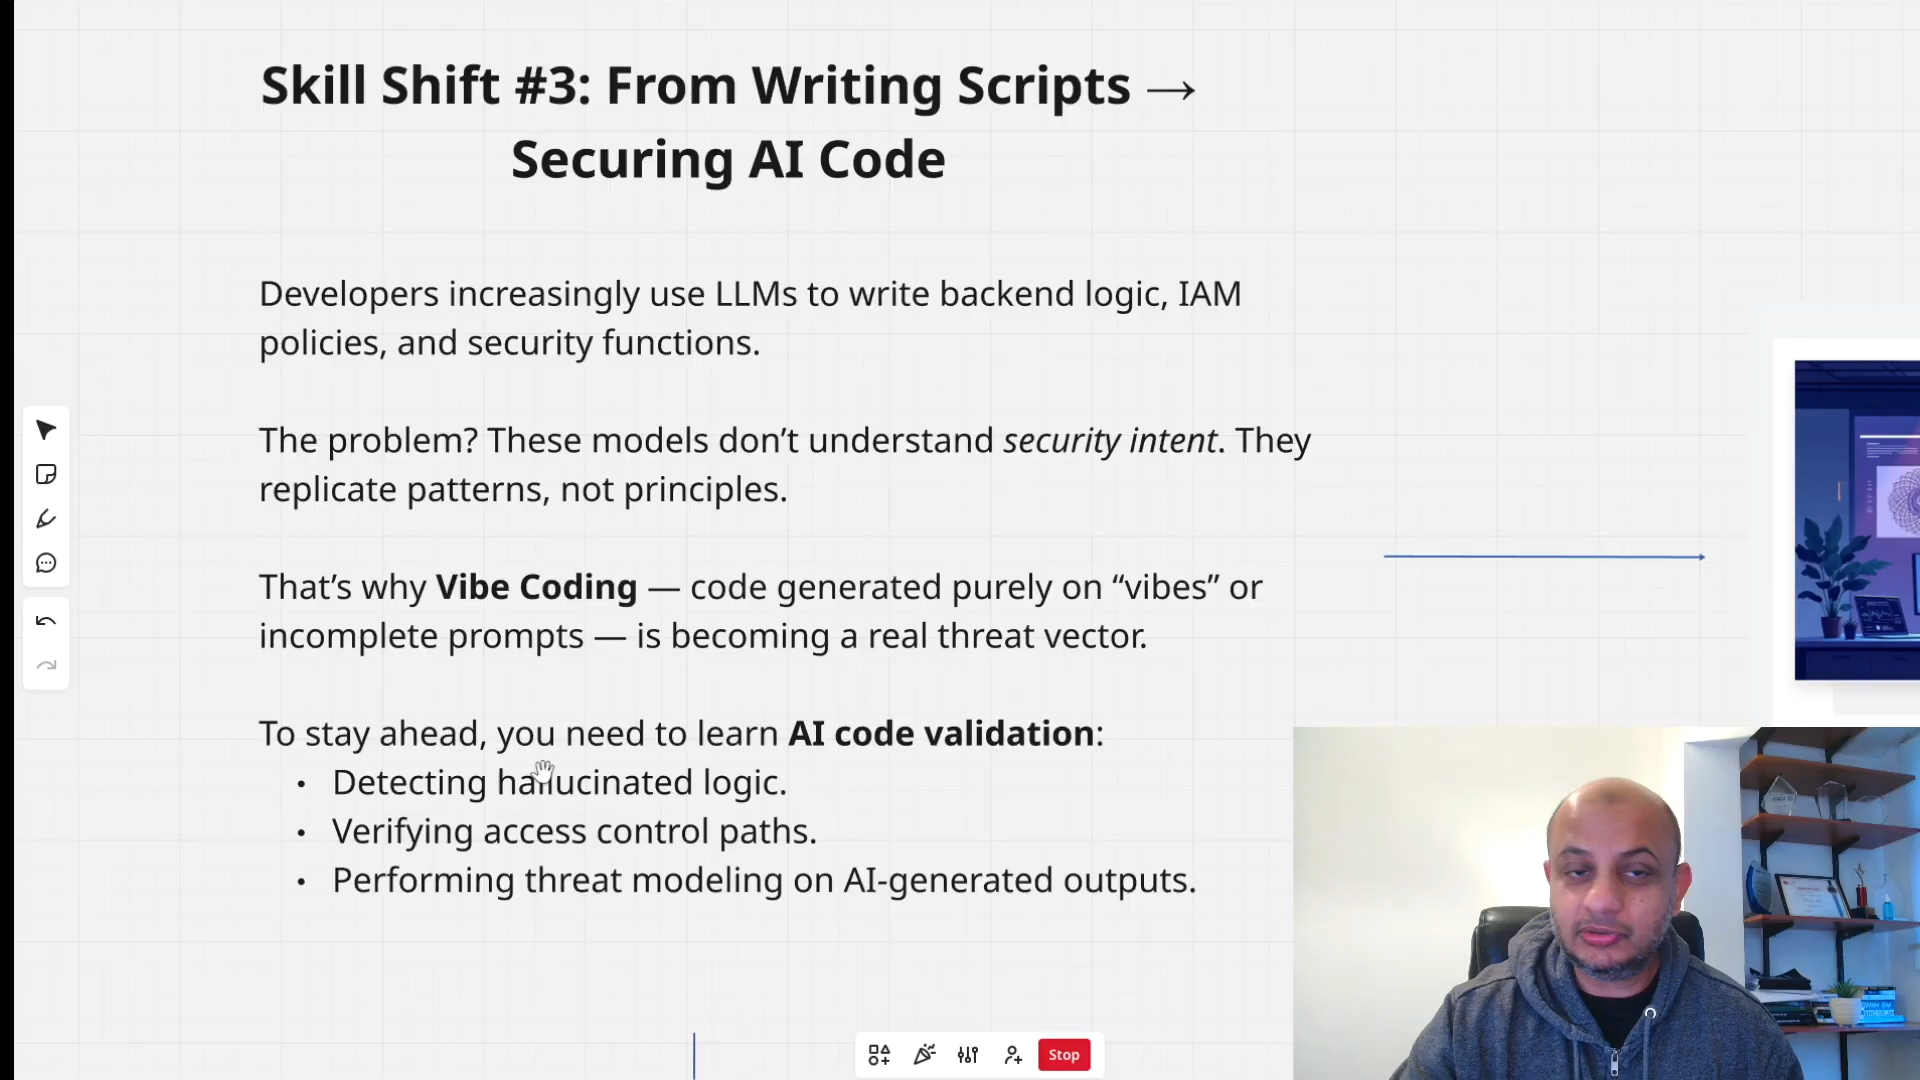 Skill Shift #3: From Writing Scripts →
Securing AI Code
Developers increasingly use LLMs to write backend logic, IAM
policies, and security functions.
The problem? These models don’t understand security intent. They
replicate patterns, not principles.
That’s why Vibe Coding — code generated purely on “vibes” or
incomplete prompts — is becoming a real threat vector.
To stay ahead, you need to learn AI code validation:
• Detecting hallucinated logic.
• Verifying access control paths.
• Performing threat modeling on AI-generated outputs.
Stop